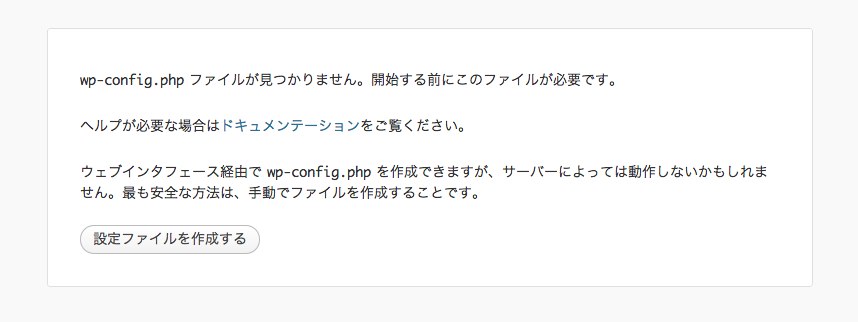 wp-config.php ファイルが見つかりません。開始する前にこのファイルが必要です。
ヘルプが必要な場合はドキュメンテーションをご覧ください。
ウェブインタフェース経由で wp-config.php を作成できますが、サーバーによっては動作しないかもしれま
せん。最も安全な方法は、手動でファイルを作成することです。
設定ファイルを作成する